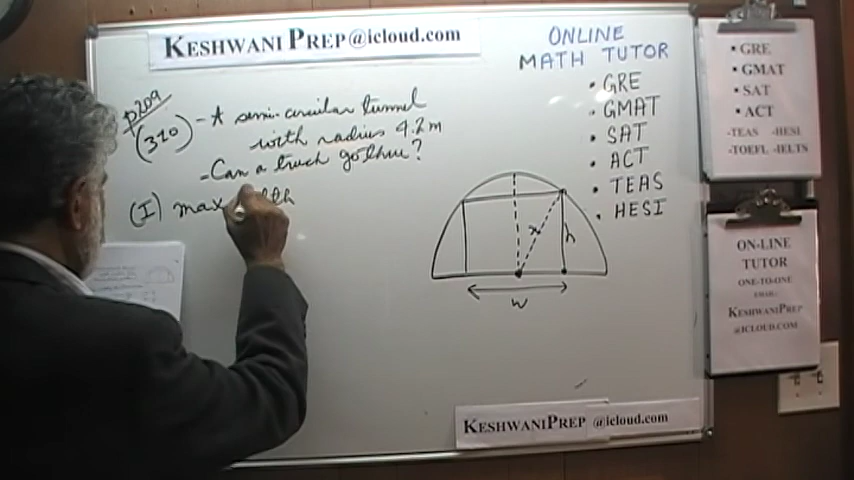 KESHWANI PREP@icloud.com
p209
(320) - A semi-circular tunnel
with radius 4.2m
- Can a truck go thru?
(I) max
ONLINE
MATH TUTOR
• GRE
• GMAT
• SAT
• ACT
• TEAS
• HESI
x
h
w
KESHWANIPREP @icloud.com
• GRE
• GMAT
• SAT
• ACT
-TEAS -HESI
-TOEFL -IELTS
ON-LINE
TUTOR
ONE-TO-ONE
EMAIL:
KESHWANIPREP
@ICLOUD.COM